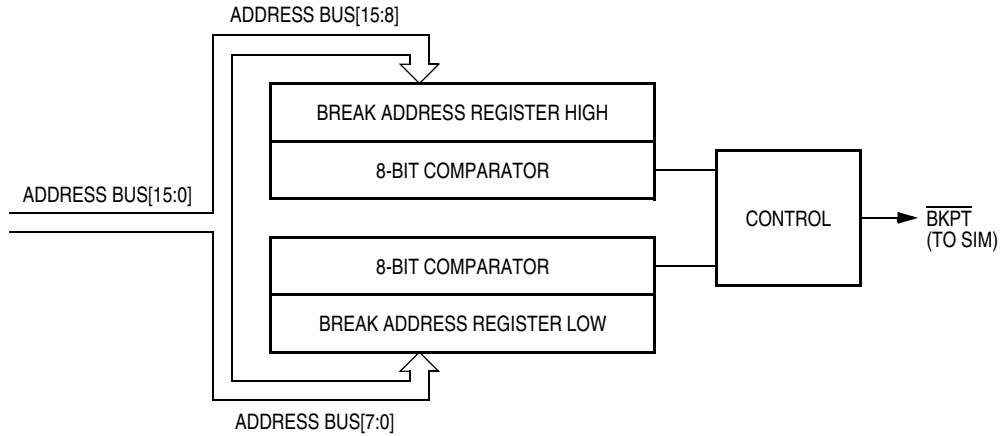 ADDRESS BUS[15:8]
BREAK ADDRESS REGISTER HIGH
8-BIT COMPARATOR
ADDRESS BUS[15:0]
CONTROL
BKPT
(TO SIM)
8-BIT COMPARATOR
BREAK ADDRESS REGISTER LOW
ADDRESS BUS[7:0]